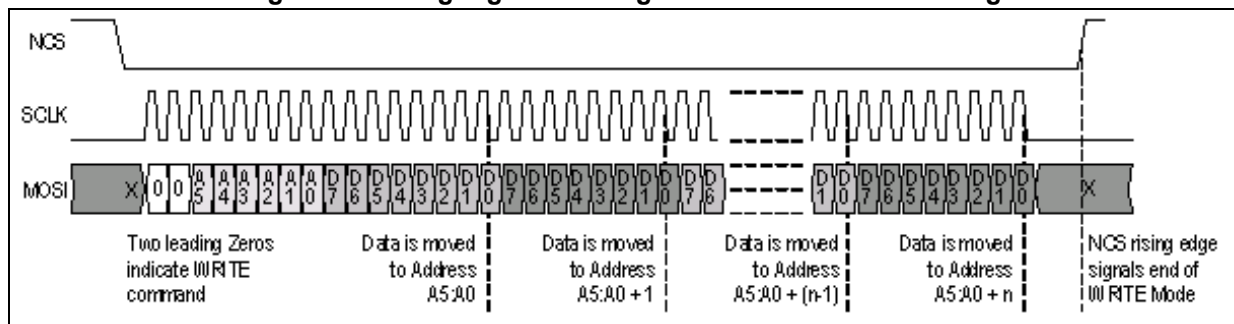 NCS
SCLK
MOSI X 0 0 A5 A4 A3 A2 A1 A0 D7 D6 D5 D4 D3 D2 D1 D0 D7 D6 D5 D4 D3 D2 D1 D0 D7 D6 D1 D0 D7 D6 D5 D4 D3 D2 D1 D0 X
Two leading Zeros
indicate WRITE
command
Data is moved
to Address
A5:A0
Data is moved
to Address
A5:A0 +1
Data is moved
to Address
A5:A0 + (n-1)
Data is moved
to Address
A5:A0 + n
NCS rising edge
signals end of
WRITE Mode